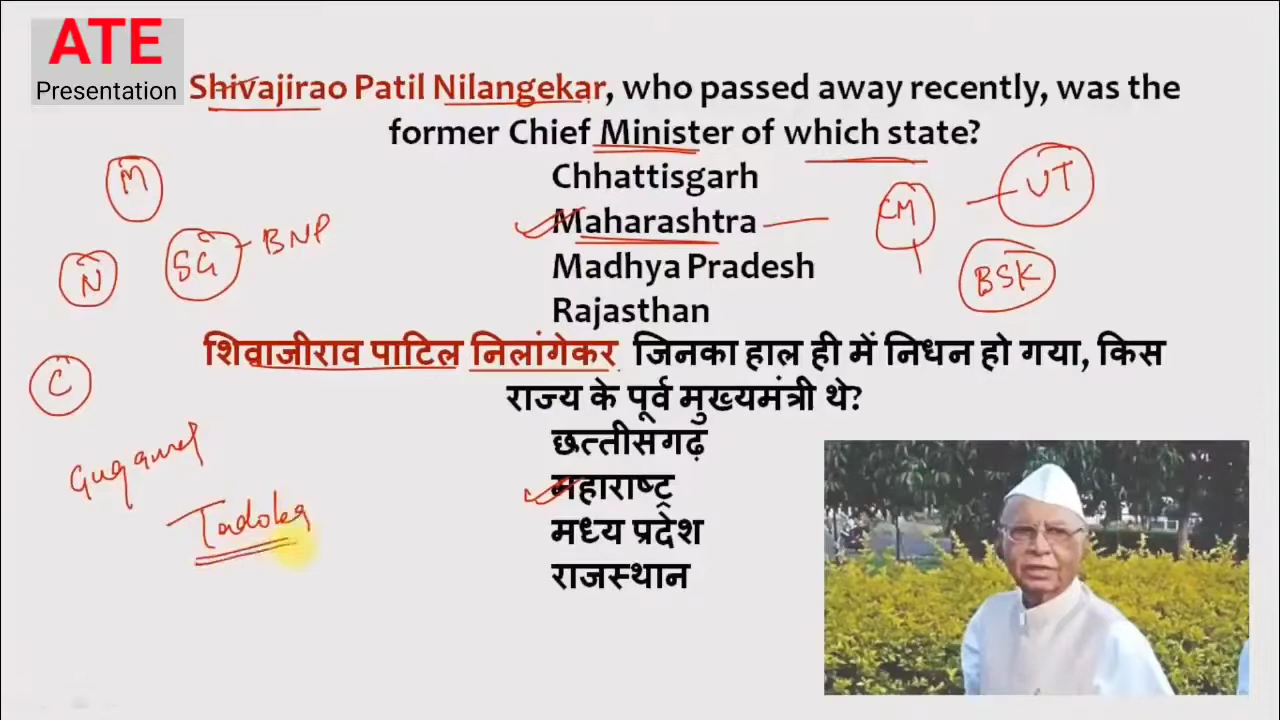 ATE
Presentation
Shivajirao Patil Nilangekar, who passed away recently, was the
former Chief Minister of which state?
Chhattisgarh
Maharashtra
Madhya Pradesh
Rajasthan
M
N
SG
BNP
CM
UT
BSK
C
शिवाजीराव पाटिल निलांगेकर जिनका हाल ही में निधन हो गया, किस
राज्य के पूर्व मुख्यमंत्री थे?
छत्तीसगढ़
महाराष्ट्र
मध्य प्रदेश
राजस्थान
Tadoba